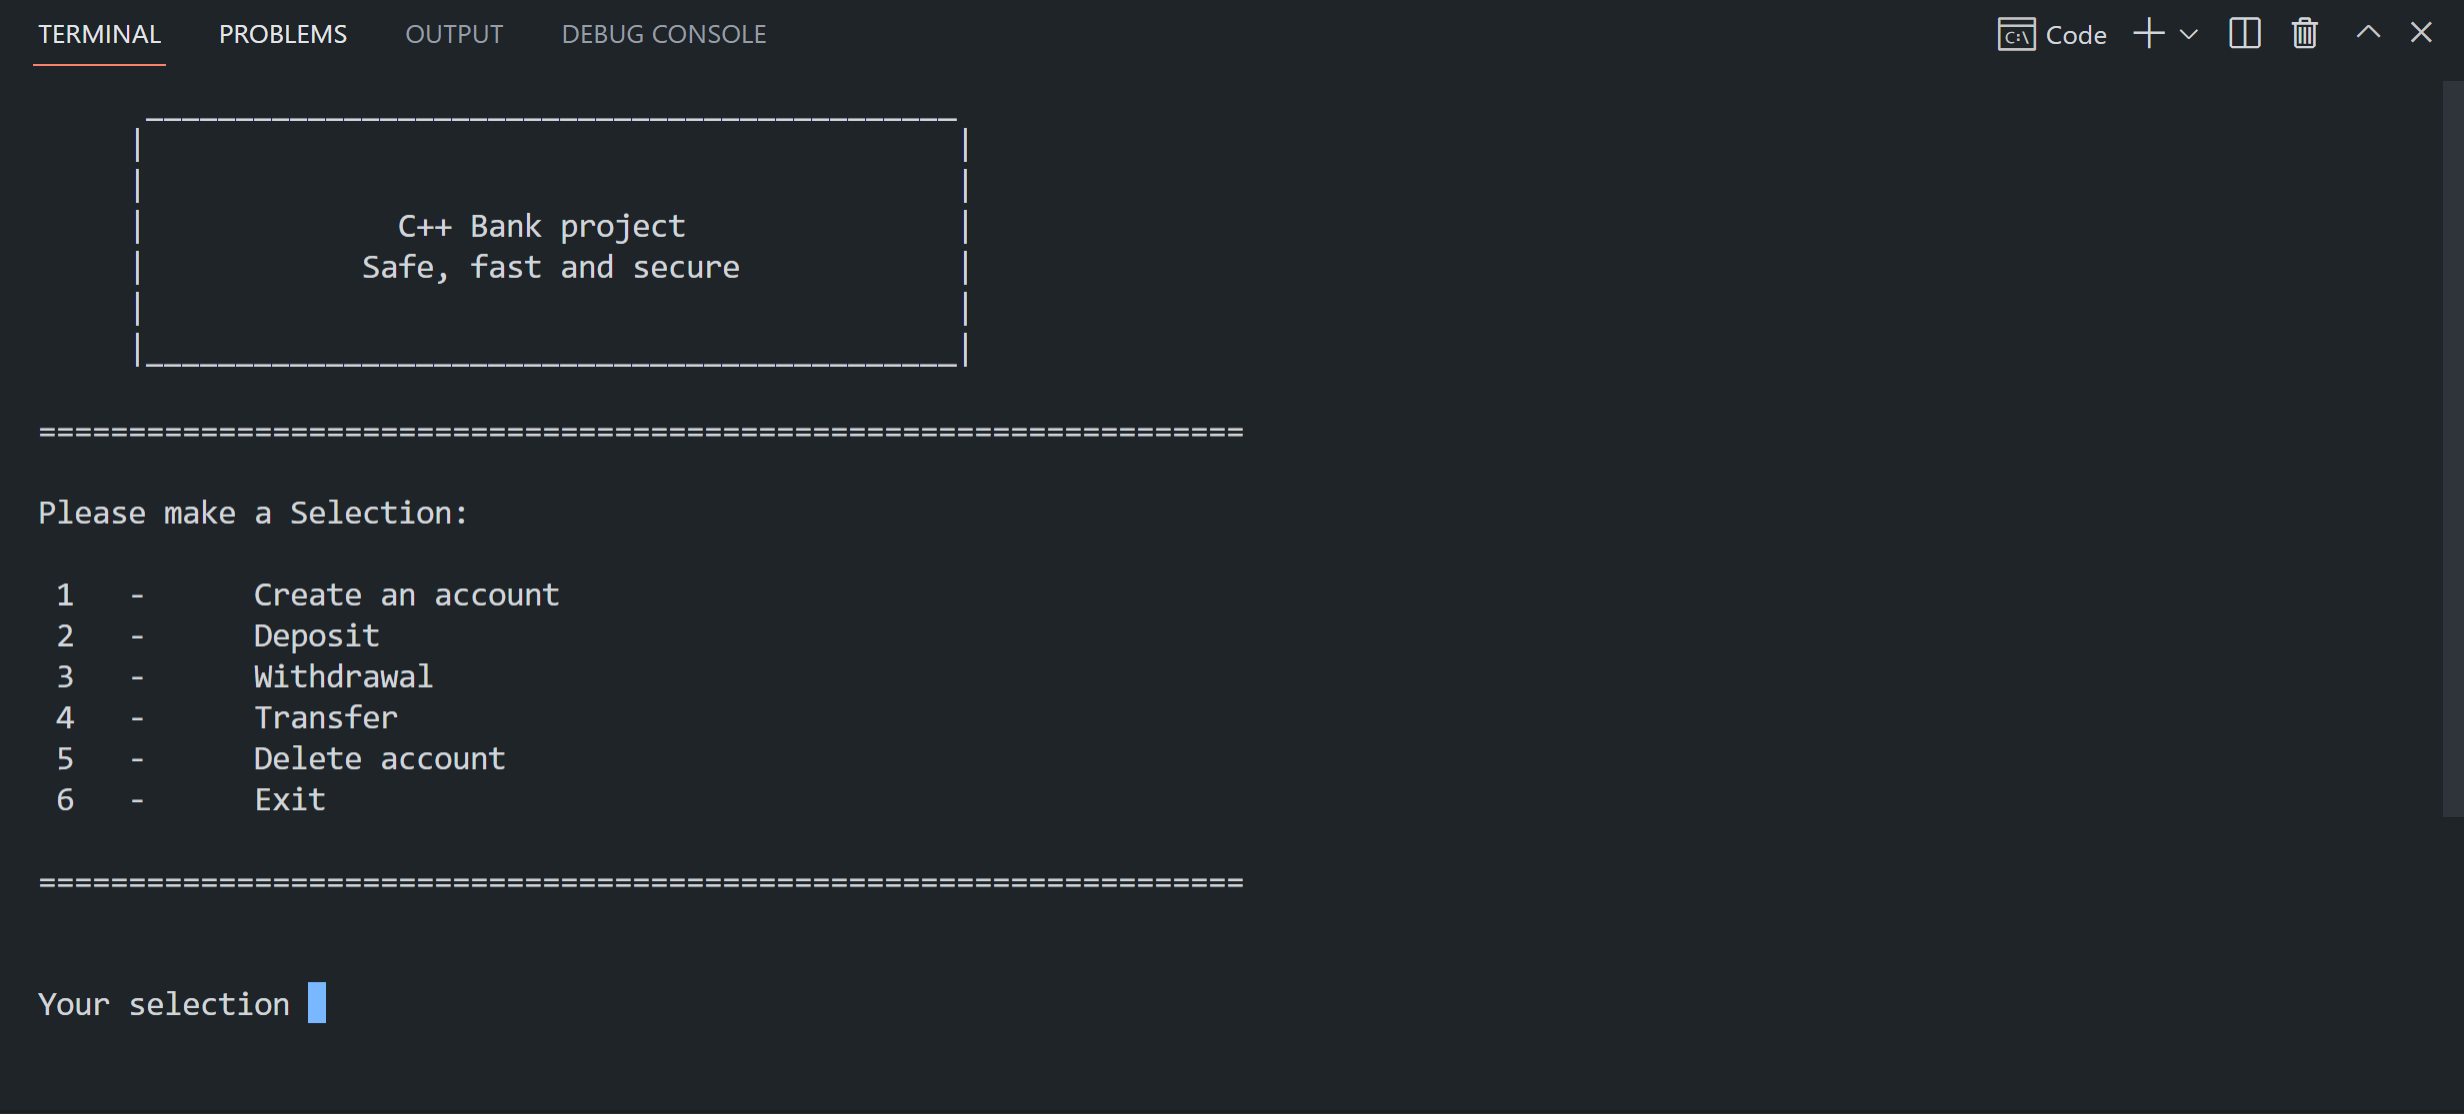 TERMINAL PROBLEMS OUTPUT DEBUG CONSOLE C:\ Code
C++ Bank project
Safe, fast and secure
===================================================================
Please make a Selection:
1 - Create an account
2 - Deposit
3 - Withdrawal
4 - Transfer
5 - Delete account
6 - Exit
===================================================================
Your selection